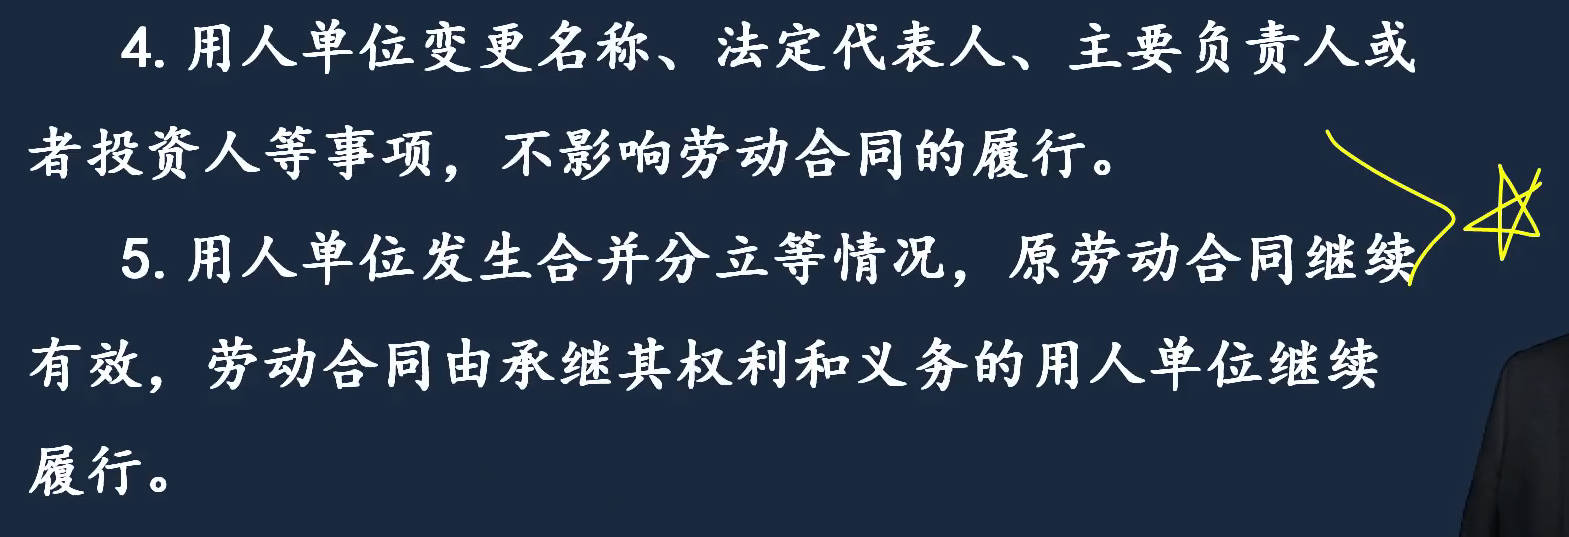 4. 用人单位变更名称、法定代表人、主要负责人或
者投资人等事项，不影响劳动合同的履行。
5. 用人单位发生合并分立等情况，原劳动合同继续
有效，劳动合同由承继其权利和义务的用人单位继续
履行。